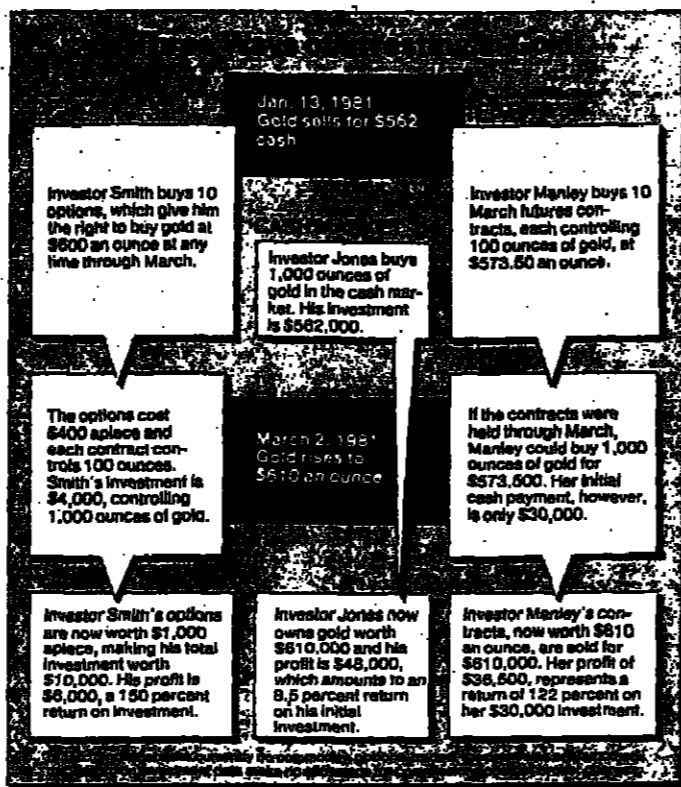 Jan. 13, 1981
Gold sells for $562
cash
Investor Smith buys 10
options, which give him
the right to buy gold at
$600 an ounce at any
time through March.
Investor Jones buys
1,000 ounces of
gold in the cash mar-
ket. His investment
is $562,000.
Investor Manley buys 10
March futures con-
tracts, each controlling
100 ounces of gold, at
$573.50 an ounce.
The options cost
$400 apiece and
each contract con-
trols 100 ounces.
Smith's investment is
$4,000, controlling
1,000 ounces of gold.
March 2, 1981
Gold rises to
$610 an ounce
If the contracts were
held through March,
Manley could buy 1,000
ounces of gold for
$573,500. Her initial
cash payment, however,
is only $30,000.
Investor Smith's options
are now worth $1,000
apiece, making his total
investment worth
$10,000. His profit is
$6,000, a 150 percent
return on investment.
Investor Jones now
owns gold worth
$610,000 and his
profit is $48,000,
which amounts to an
8.5 percent return
on his initial
investment.
Investor Manley's con-
tracts, now worth $610
an ounce, are sold for
$610,000. Her profit of
$36,500, represents a
return of 122 percent on
her $30,000 investment.